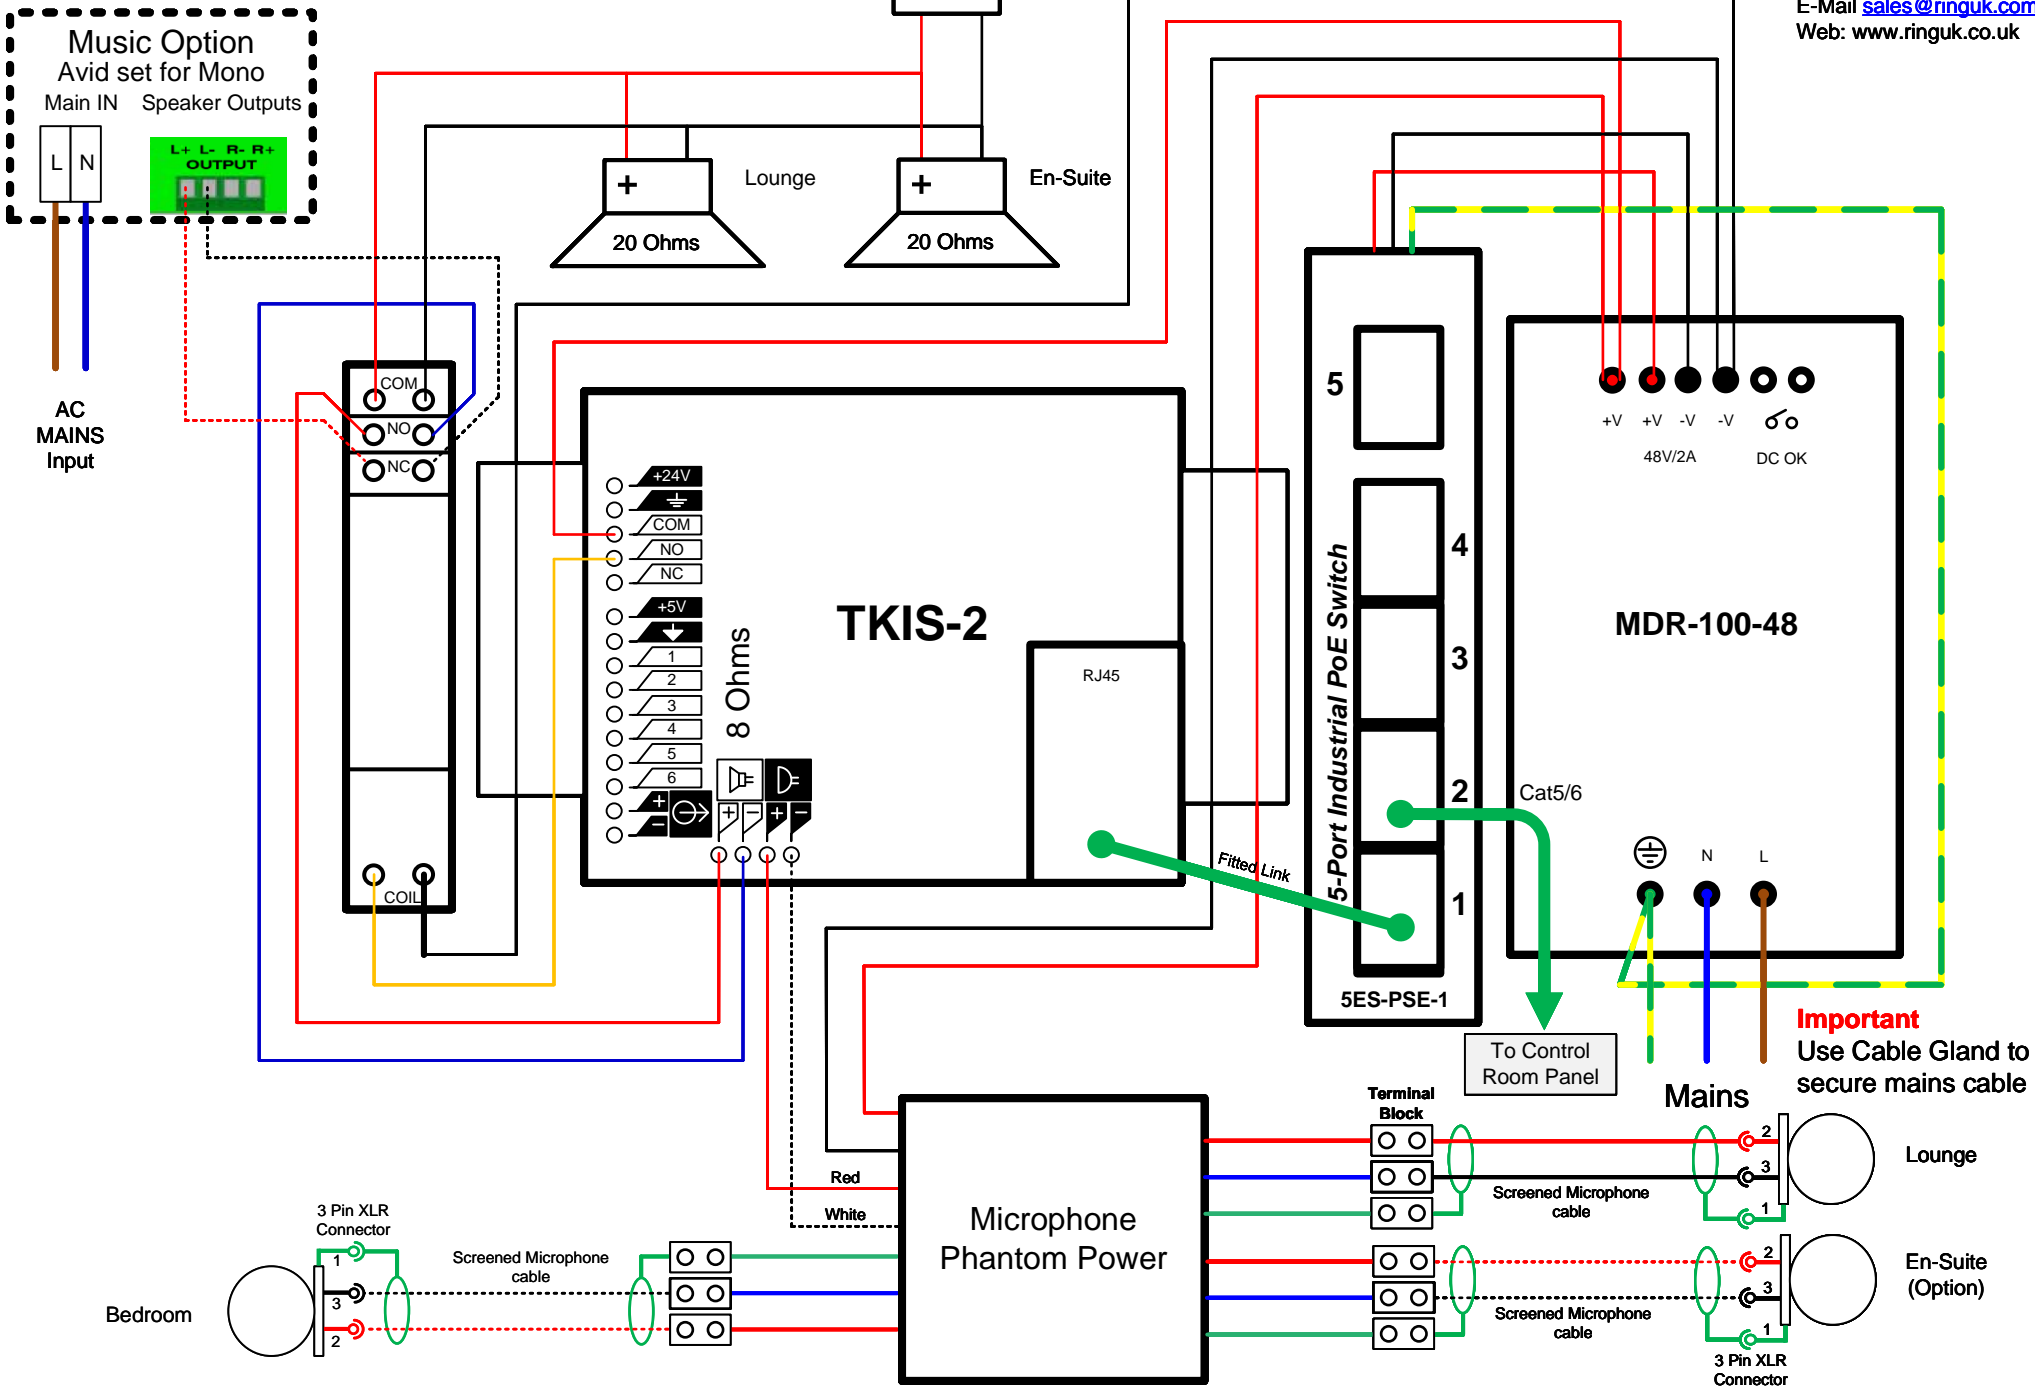 E-Mail sales@ringuk.com
Web: www.ringuk.co.uk
Music Option
Avid set for Mono
Main IN
Speaker Outputs
L N
L+ L- R- R+
OUTPUT
AC
MAINS
Input
+
Lounge
20 Ohms
+
En-Suite
20 Ohms
COM
NO
NC
COIL
+24V
COM
NO
NC
+5V
1
2
3
4
5
6
+
−
8 Ohms
+ − + −
TKIS-2
RJ45
Fitted Link
5-Port Industrial PoE Switch
5
4
3
2
1
5ES-PSE-1
Cat5/6
To Control
Room Panel
+V +V -V -V
48V/2A
DC OK
MDR-100-48
N L
Mains
Important
Use Cable Gland to
secure mains cable
Microphone
Phantom Power
Red
White
Terminal
Block
3 Pin XLR
Connector
1
3
2
Bedroom
Screened Microphone
cable
Screened Microphone
cable
2
3
1
Lounge
Screened Microphone
cable
2
3
1
En-Suite
(Option)
3 Pin XLR
Connector